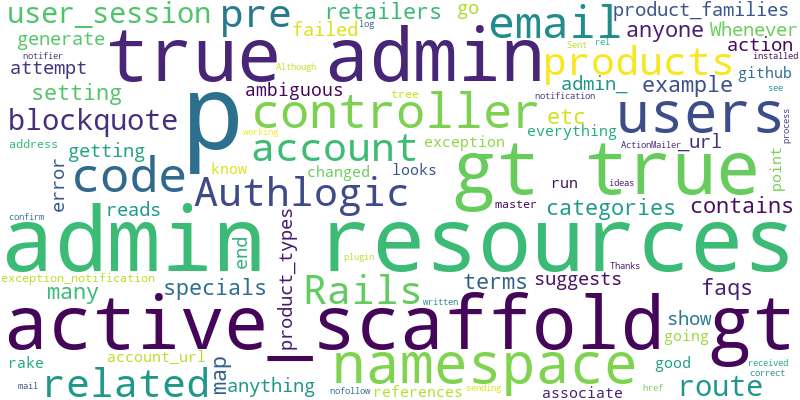 user_session pre retailers go product_families
generate failed log email anyone Whenever
notifier true admin Sent rel action installed
attempt Although products github
setting ambiguous tree admin_ example see
blockquote p controller notification etc users process
address getting working account exception everything ActionMailer _url
error code know changed looks gt true point
Authlogic run ideas
reads master categories contains
confirm admin resources
end product_types plugin Thanks
exception_notification many specials Rails terms suggests faqs
written show
active_scaffold gt
rake account_url map namespace going good received correct
mail related anything nofollow references sending associate href route